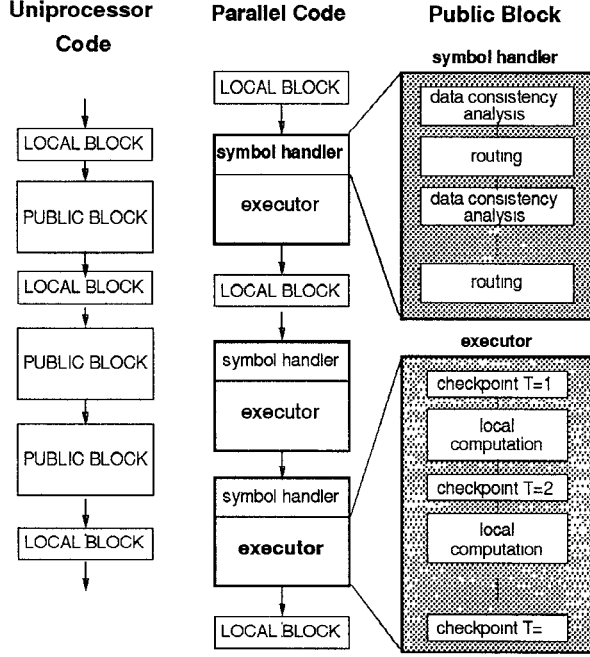 Uniprocessor
Code
LOCAL BLOCK
PUBLIC BLOCK
LOCAL BLOCK
PUBLIC BLOCK
PUBLIC BLOCK
LOCAL BLOCK
Parallel Code
LOCAL BLOCK
symbol handler
executor
LOCAL BLOCK
symbol handler
executor
symbol handler
executor
LOCAL BLOCK
Public Block
symbol handler
data consistency
analysis
routing
data consistency
analysis
routing
executor
checkpoint T=1
local
computation
checkpoint T=2
local
computation
checkpoint T=